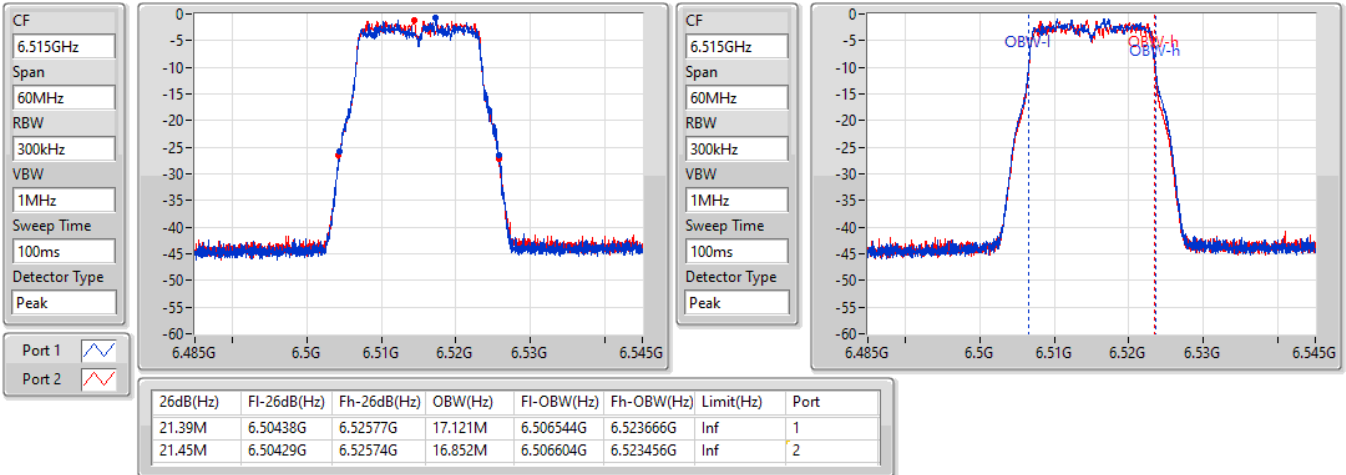 CF
6.515GHz
Span
60MHz
RBW
300kHz
VBW
1MHz
Sweep Time
100ms
Detector Type
Peak
Port 1
Port 2
0
-5
-10
-15
-20
-25
-30
-35
-40
-45
-50
-55
-60
6.485G 6.5G 6.51G 6.52G 6.53G 6.545G
CF
6.515GHz
Span
60MHz
RBW
300kHz
VBW
1MHz
Sweep Time
100ms
Detector Type
Peak
0
-5
-10
-15
-20
-25
-30
-35
-40
-45
-50
-55
-60
OBW-l
OBW-h
OBW-h
6.485G 6.5G 6.51G 6.52G 6.53G 6.545G
26dB(Hz) Fl-26dB(Hz) Fh-26dB(Hz) OBW(Hz) Fl-OBW(Hz) Fh-OBW(Hz) Limit(Hz) Port
21.39M 6.50438G 6.52577G 17.121M 6.506544G 6.523666G Inf 1
21.45M 6.50429G 6.52574G 16.852M 6.506604G 6.523456G Inf 2